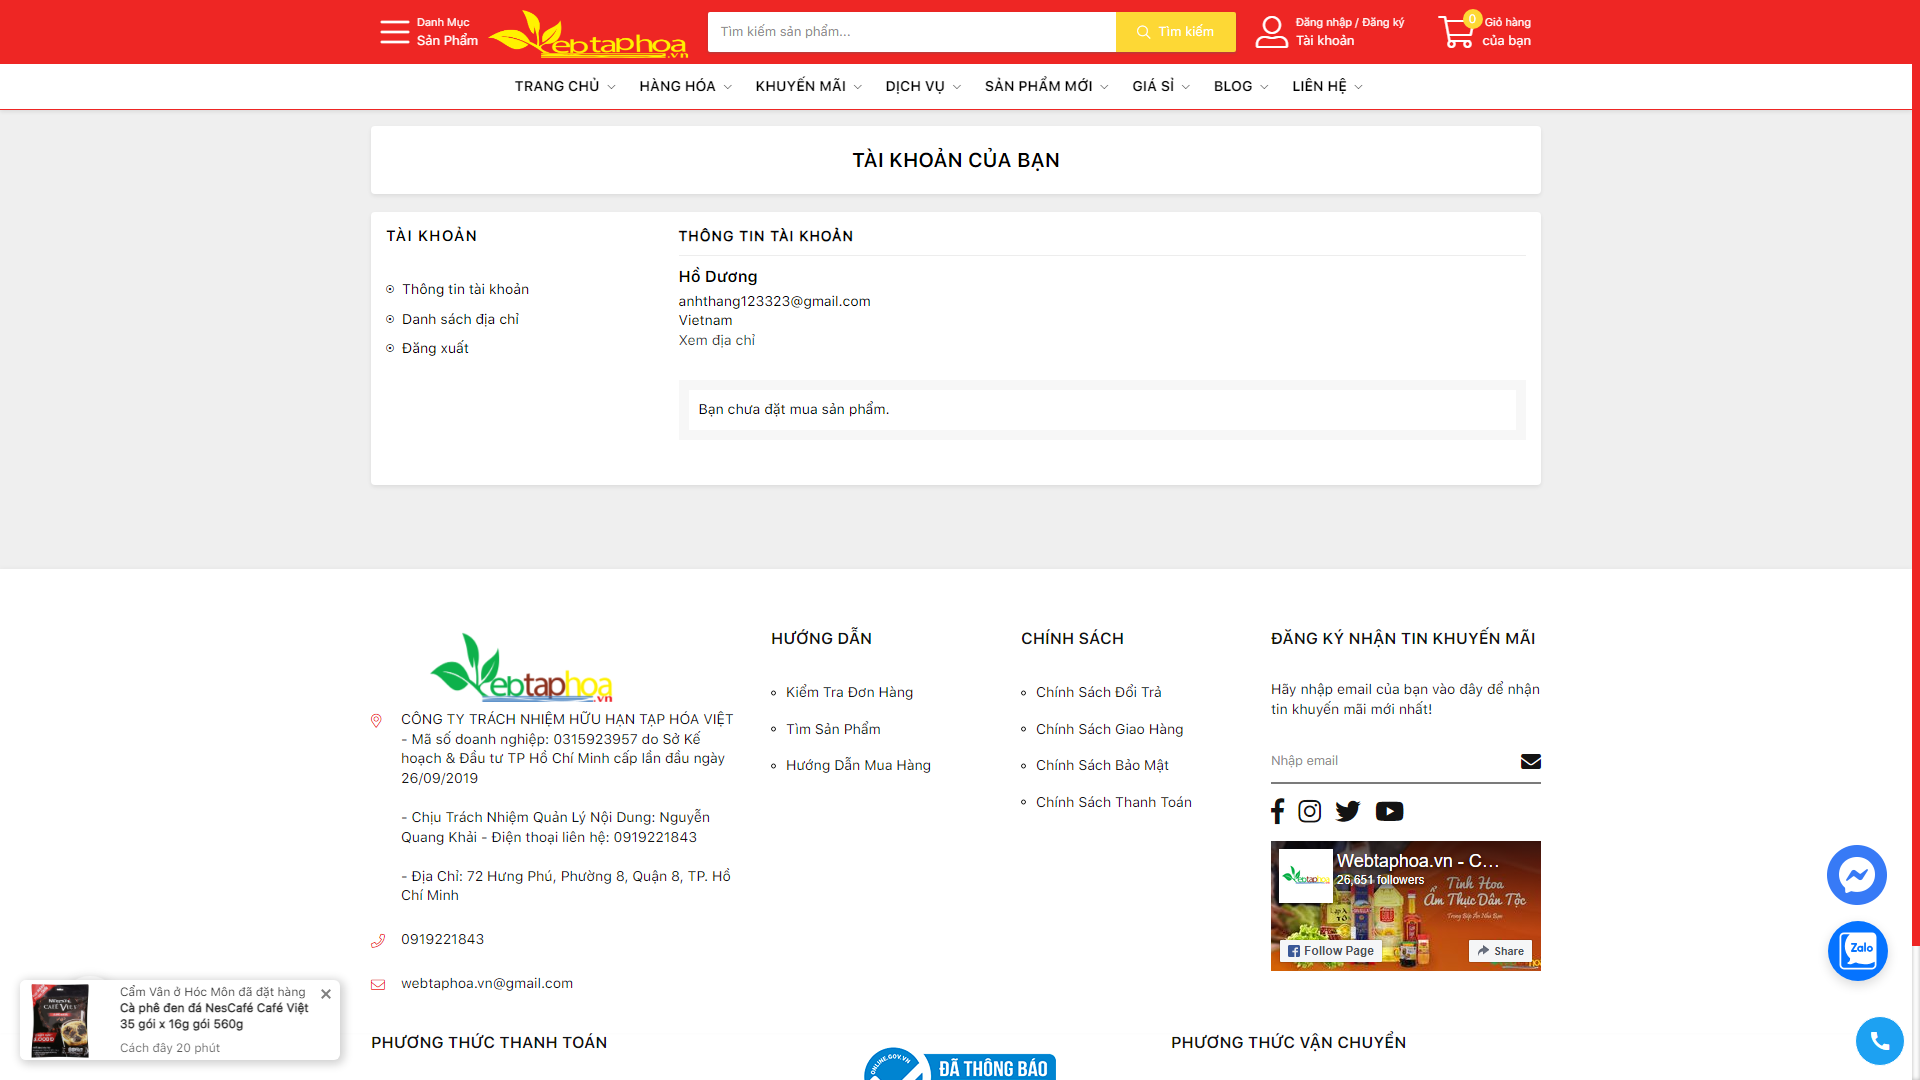 Danh Mục
Sản Phẩm
ebtaphoa
.vn
Tìm kiếm sản phẩm...
Tìm kiếm
Đăng nhập / Đăng ký
Tài khoản
0
Giỏ hàng
của bạn
TRANG CHỦ
HÀNG HÓA
KHUYẾN MÃI
DỊCH VỤ
SẢN PHẨM MỚI
GIÁ SỈ
BLOG
LIÊN HỆ
TÀI KHOẢN CỦA BẠN
TÀI KHOẢN
Thông tin tài khoản
Danh sách địa chỉ
Đăng xuất
THÔNG TIN TÀI KHOẢN
Hồ Dương
anhthang123323@gmail.com
Vietnam
Xem địa chỉ
Bạn chưa đặt mua sản phẩm.
ebtaphoa
.vn
CÔNG TY TRÁCH NHIỆM HỮU HẠN TẠP HÓA VIỆT
- Mã số doanh nghiệp: 0315923957 do Sở Kế
hoạch & Đầu tư TP Hồ Chí Minh cấp lần đầu ngày
26/09/2019
- Chịu Trách Nhiệm Quản Lý Nội Dung: Nguyễn
Quang Khải - Điện thoại liên hệ: 0919221843
- Địa Chỉ: 72 Hưng Phú, Phường 8, Quận 8, TP. Hồ
Chí Minh
0919221843
webtaphoa.vn@gmail.com
HƯỚNG DẪN
Kiểm Tra Đơn Hàng
Tìm Sản Phẩm
Hướng Dẫn Mua Hàng
CHÍNH SÁCH
Chính Sách Đổi Trả
Chính Sách Giao Hàng
Chính Sách Bảo Mật
Chính Sách Thanh Toán
ĐĂNG KÝ NHẬN TIN KHUYẾN MÃI
Hãy nhập email của bạn vào đây để nhận
tin khuyến mãi mới nhất!
Nhập email
Webtaphoa.vn - C...
26,651 followers
Tinh Hoa
Ẩm Thực Dân Tộc
Trong Bếp Ăn Nhà Bạn
Follow Page
Share
Zalo
Cẩm Vân ở Hóc Môn đã đặt hàng
Cà phê đen đá NesCafé Café Việt
35 gói x 16g gói 560g
Cách đây 20 phút
CAFÉ VIỆT
PHƯƠNG THỨC THANH TOÁN
ONLINE.GOV.VN
ĐÃ THÔNG BÁO
PHƯƠNG THỨC VẬN CHUYỂN